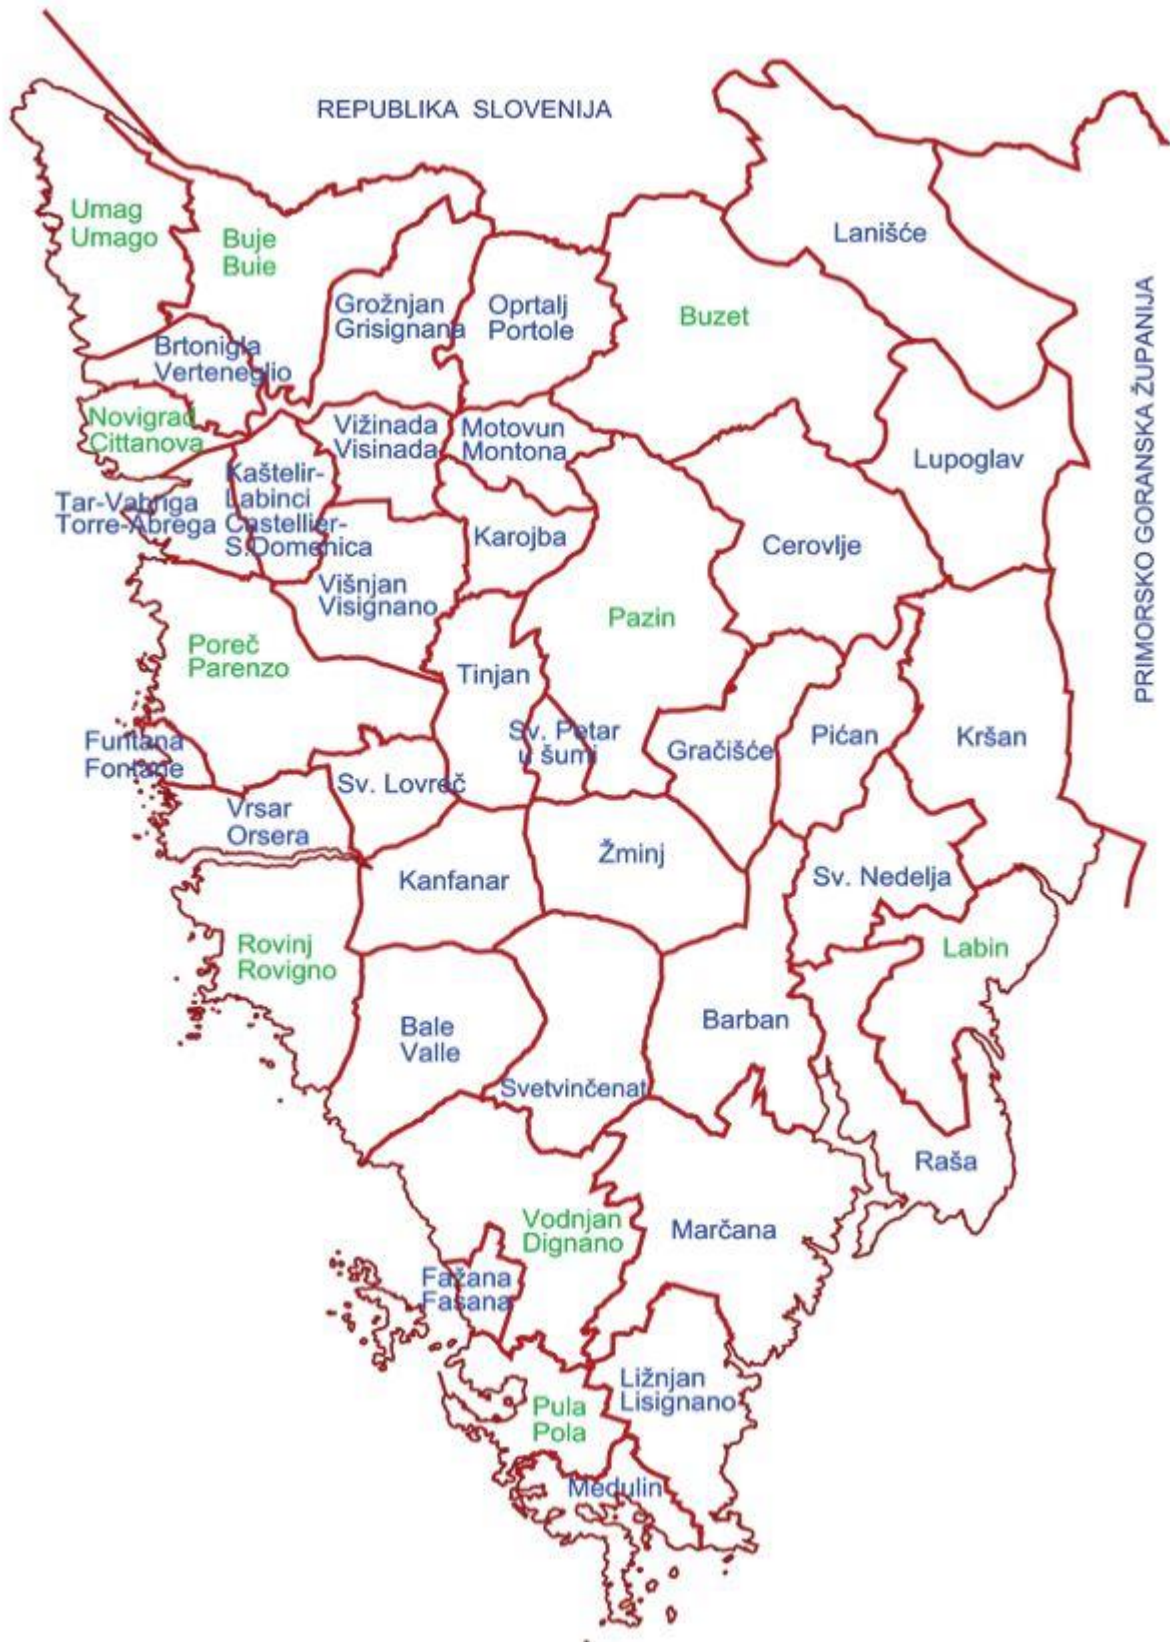 REPUBLIKA SLOVENIJA
PRIMORSKO GORANSKA ŽUPANIJA
Umag
Umago
Buje
Buie
Lanišće
Grožnjan
Grisignana
Oprtalj
Portole
Buzet
Brtonigla
Verteneglio
Novigrad
Cittanova
Vižinada
Visinada
Motovun
Montona
Lupoglav
Tar-Vabriga
Torre-Abrega
Kaštelir-
Labinci
Castellier-
S.Domenica
Karojba
Cerovlje
Višnjan
Visignano
Pazin
Poreč
Parenzo
Tinjan
Sv. Petar
u šumi
Gračišće
Pićan
Kršan
Funtana
Fontane
Sv. Lovreč
Vrsar
Orsera
Kanfanar
Žminj
Sv. Nedelja
Rovinj
Rovigno
Labin
Bale
Valle
Barban
Svetvinčenat
Raša
Vodnjan
Dignano
Marčana
Fažana
Fasana
Ližnjan
Lisignano
Pula
Pola
Medulin